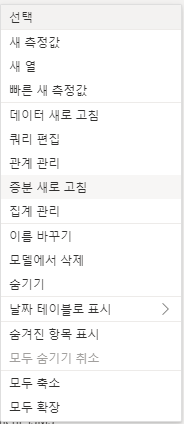 선택
새 측정값
새 열
빠른 새 측정값
데이터 새로 고침
쿼리 편집
관계 관리
증분 새로 고침
집계 관리
이름 바꾸기
모델에서 삭제
숨기기
날짜 테이블로 표시
숨겨진 항목 표시
모두 숨기기 취소
모두 축소
모두 확장